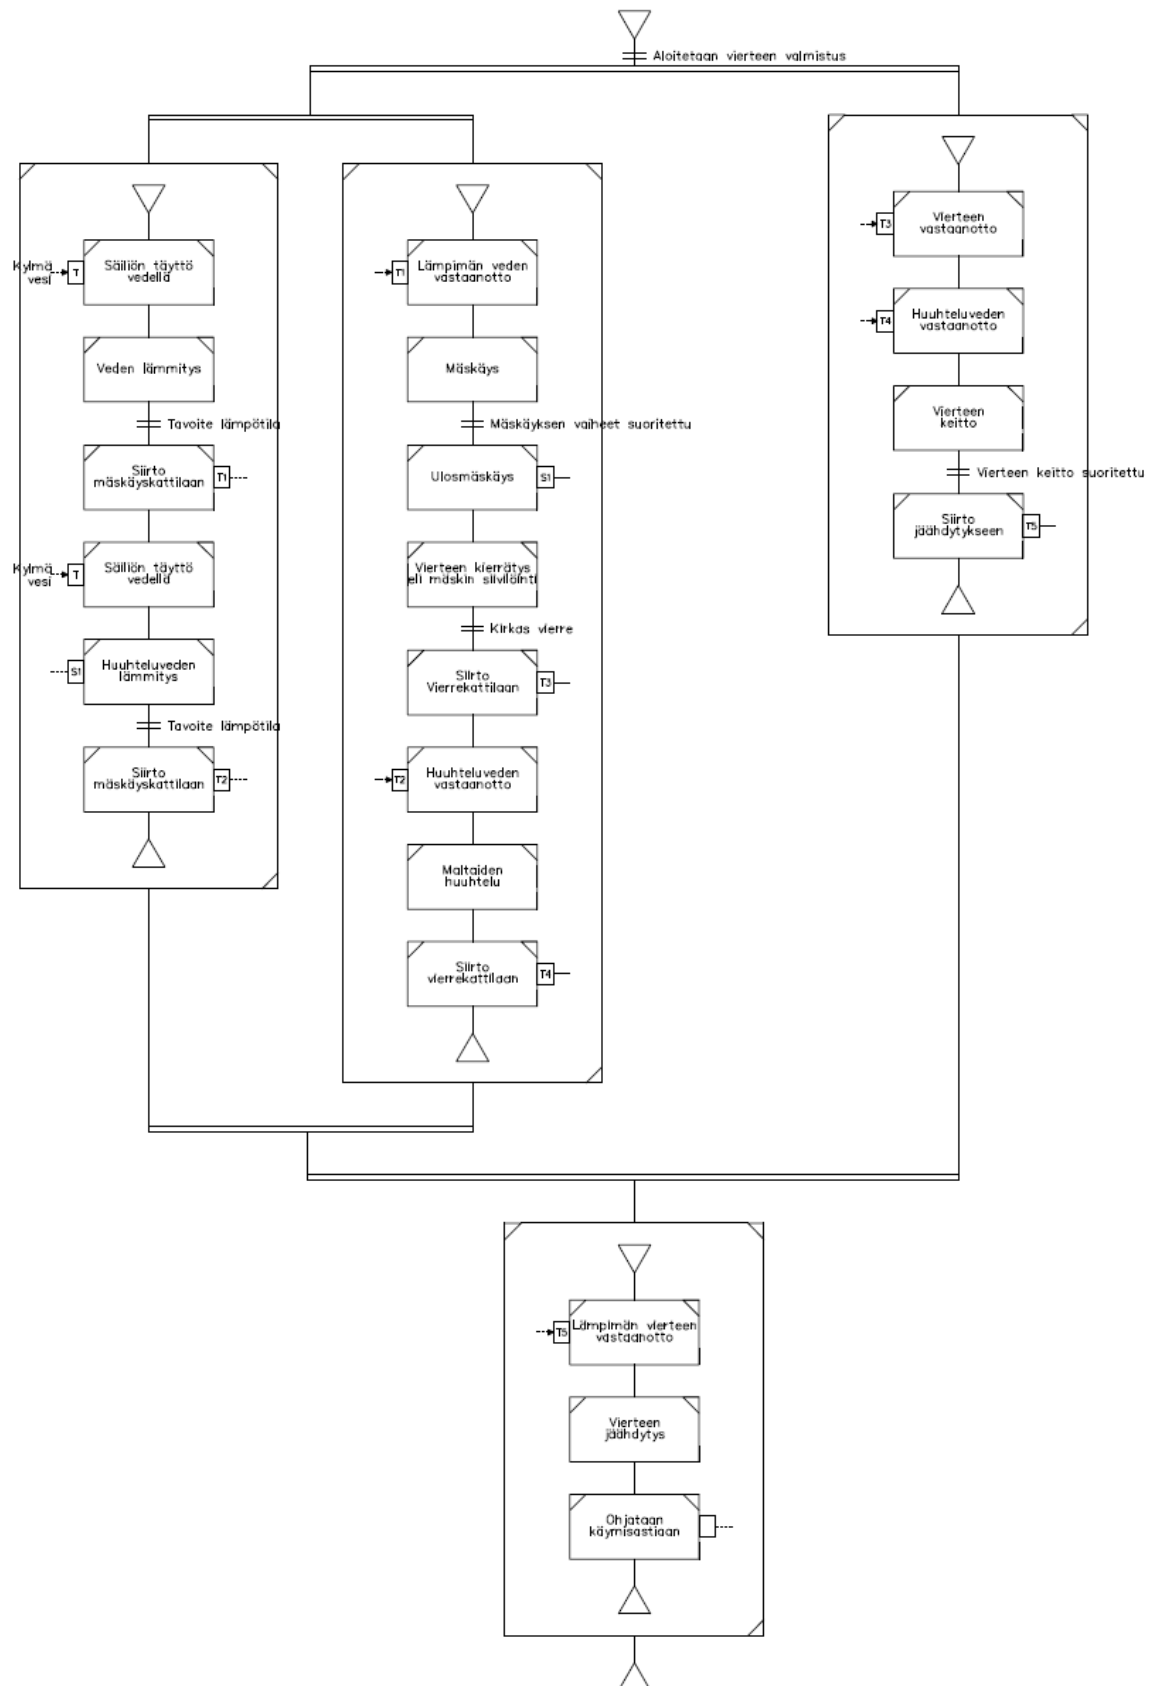 Aloitetaan vierteen valmistus
Kylmä
vesi
T
Säiliön täyttö
vedellä
Veden lämmitys
Tavoite lämpötila
Siirto
mäskäyskattilaan
T1
Kylmä
vesi
T
Säiliön täyttö
vedellä
S1
Huuhteluveden
lämmitys
Tavoite lämpötila
Siirto
mäskäyskattilaan
T2
T1
Lämpimän veden
vastaanotto
Mäskäys
Mäskäyksen vaiheet suoritettu
Ulosmäskäys
S1
Vierteen kierrätys
eli mäskin siivilöinti
Kirkas vierre
Siirto
Vierrekattilaan
T3
T2
Huuhteluveden
vastaanotto
Maltaiden
huuhtelu
Siirto
vierrekattilaan
T4
T3
Vierteen
vastaanotto
T4
Huuhteluveden
vastaanotto
Vierteen
keitto
Vierteen keitto suoritettu
Siirto
jäähdytykseen
T5
T5
Lämpimän vierteen
vastaanotto
Vierteen
jäähdytys
Ohjataan
käymisastiaan